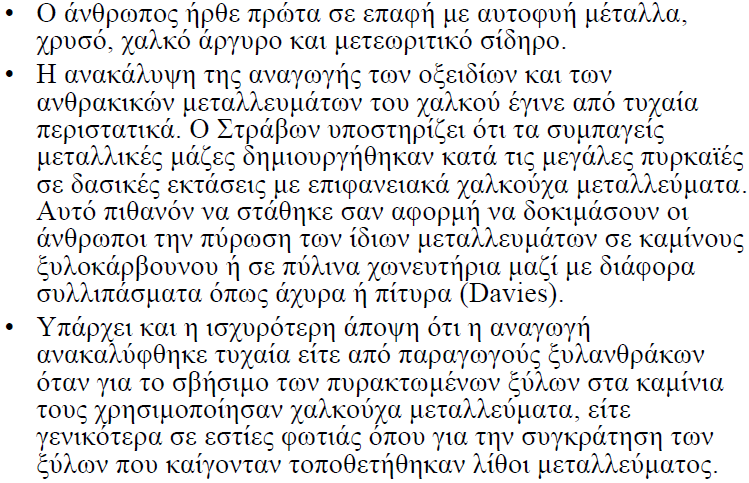 • Ο άνθρωπος ήρθε πρώτα σε επαφή με αυτοφυή μέταλλα,
χρυσό, χαλκό άργυρο και μετεωριτικό σίδηρο.
• Η ανακάλυψη της αναγωγής των οξειδίων και των
ανθρακικών μεταλλευμάτων του χαλκού έγινε από τυχαία
περιστατικά. Ο Στράβων υποστηρίζει ότι τα συμπαγείς
μεταλλικές μάζες δημιουργήθηκαν κατά τις μεγάλες πυρκαϊές
σε δασικές εκτάσεις με επιφανειακά χαλκούχα μεταλλεύματα.
Αυτό πιθανόν να στάθηκε σαν αφορμή να δοκιμάσουν οι
άνθρωποι την πύρωση των ίδιων μεταλλευμάτων σε καμίνους
ξυλοκάρβουνου ή σε πύλινα χωνευτήρια μαζί με διάφορα
συλλιπάσματα όπως άχυρα ή πίτυρα (Davies).
• Υπάρχει και η ισχυρότερη άποψη ότι η αναγωγή
ανακαλύφθηκε τυχαία είτε από παραγωγούς ξυλανθράκων
όταν για το σβήσιμο των πυρακτωμένων ξύλων στα καμίνια
τους χρησιμοποίησαν χαλκούχα μεταλλεύματα, είτε
γενικότερα σε εστίες φωτιάς όπου για την συγκράτηση των
ξύλων που καίγονταν τοποθετήθηκαν λίθοι μεταλλεύματος.